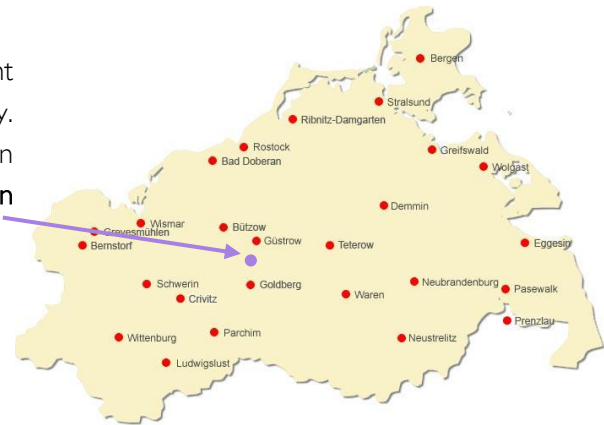 nt
y.
n
n
Bergen
Stralsund
Ribnitz-Damgarten
Rostock
Greifswald
Bad Doberan
Wolgast
Demmin
Wismar
Bützow
Grevesmühlen
Güstrow
Eggesin
Bernstorf
Teterow
Schwerin
Goldberg
Neubrandenburg
Pasewalk
Crivitz
Waren
Prenzlau
Parchim
Wittenburg
Neustrelitz
Ludwigslust